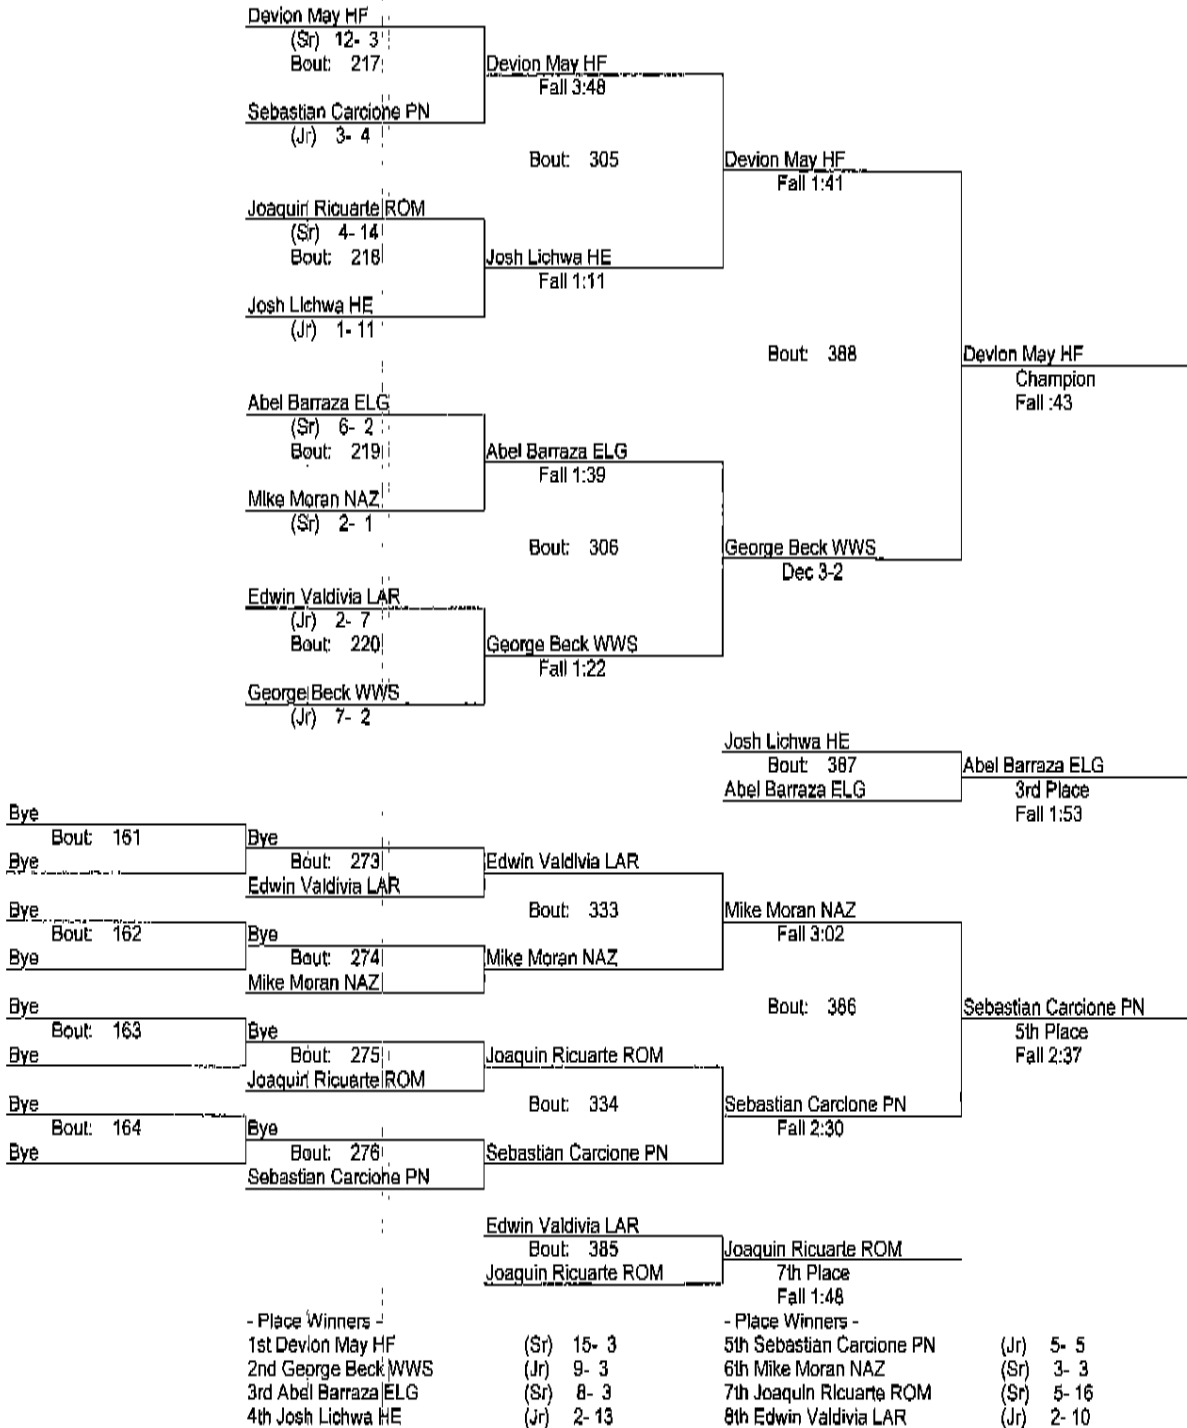 Devion May HF
(Sr) 12- 3
Bout: 217
Devion May HF
Fall 3:48
Sebastian Carcione PN
(Jr) 3- 4
Bout: 305
Devion May HF
Fall 1:41
Joaquin Ricuarte ROM
(Sr) 4- 14
Bout: 218
Josh Lichwa HE
Fall 1:11
Josh Lichwa HE
(Jr) 1- 11
Bout: 388
Devion May HF
Champion
Fall :43
Abel Barraza ELG
(Sr) 6- 2
Bout: 219
Abel Barraza ELG
Fall 1:39
Mike Moran NAZ
(Sr) 2- 1
Bout: 306
George Beck WWS
Dec 3-2
Edwin Valdivia LAR
(Jr) 2- 7
Bout: 220
George Beck WWS
Fall 1:22
George Beck WWS
(Jr) 7- 2
Josh Lichwa HE
Bout: 387
Abel Barraza ELG
Abel Barraza ELG
3rd Place
Fall 1:53
Bye
Bout: 161
Bye
Bye
Bout: 273
Edwin Valdivia LAR
Edwin Valdivia LAR
Bout: 333
Mike Moran NAZ
Fall 3:02
Bye
Bout: 162
Bye
Bye
Bout: 274
Mike Moran NAZ
Mike Moran NAZ
Bout: 386
Sebastian Carcione PN
5th Place
Fall 2:37
Bye
Bout: 163
Bye
Bye
Bout: 275
Joaquin Ricuarte ROM
Joaquin Ricuarte ROM
Bout: 334
Sebastian Carcione PN
Fall 2:30
Bye
Bout: 164
Bye
Bye
Bout: 276
Sebastian Carcione PN
Sebastian Carcione PN
Edwin Valdivia LAR
Bout: 385
Joaquin Ricuarte ROM
Joaquin Ricuarte ROM
7th Place
Fall 1:48
- Place Winners -
1st Devion May HF (Sr) 15- 3
2nd George Beck WWS (Jr) 9- 3
3rd Abel Barraza ELG (Sr) 8- 3
4th Josh Lichwa HE (Jr) 2- 13
- Place Winners -
5th Sebastian Carcione PN (Jr) 5- 5
6th Mike Moran NAZ (Sr) 3- 3
7th Joaquin Ricuarte ROM (Sr) 5- 16
8th Edwin Valdivia LAR (Jr) 2- 10